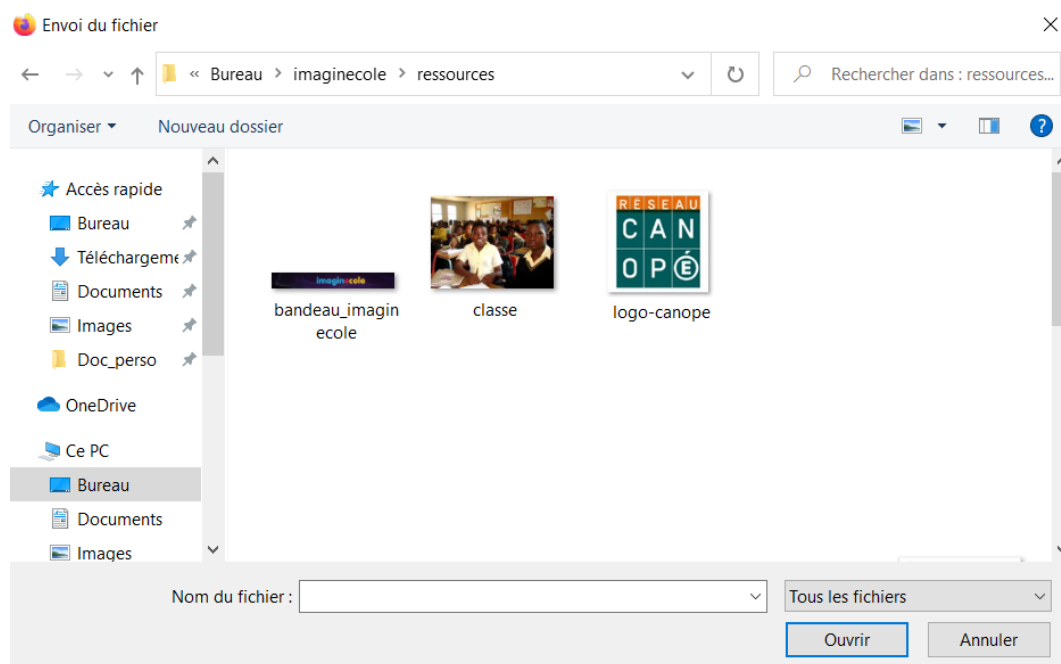 Envoi du fichier
« Bureau > imaginecole > ressources
Rechercher dans : ressources...
Organiser
Nouveau dossier
?
Accès rapide
Bureau
Téléchargeme
Documents
Images
Doc_perso
OneDrive
Ce PC
Bureau
Documents
Images
imaginecole
bandeau_imagin
ecole
classe
RÉSEAU
CAN
OPÉ
logo-canope
Nom du fichier :
Tous les fichiers
Ouvrir
Annuler